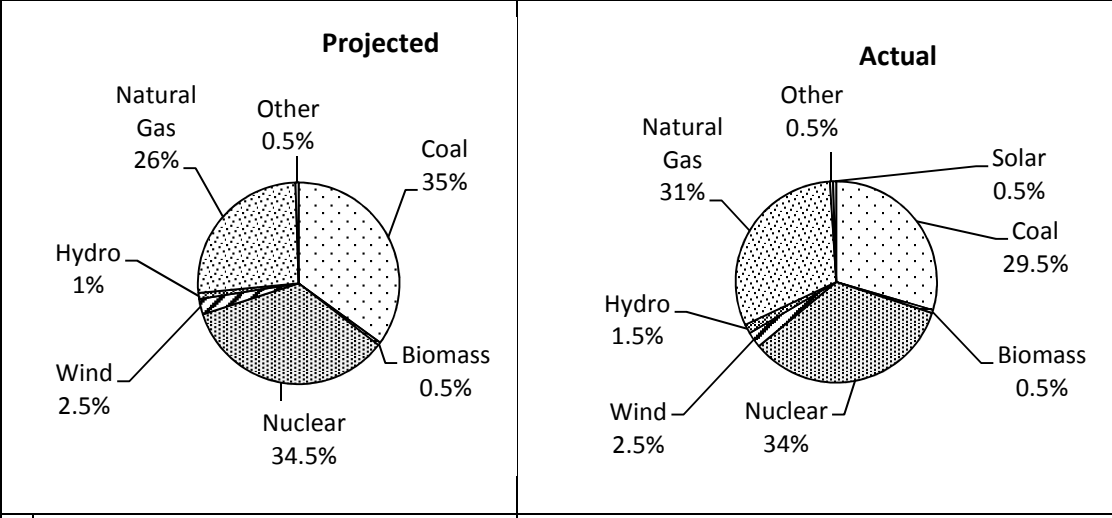 Projected
Natural
Gas
26%
Other
0.5%
Coal
35%
Hydro
1%
Wind
2.5%
Nuclear
34.5%
Biomass
0.5%
Actual
Other
0.5%
Natural
Gas
31%
Solar
0.5%
Coal
29.5%
Hydro
1.5%
Biomass
0.5%
Wind
2.5%
Nuclear
34%